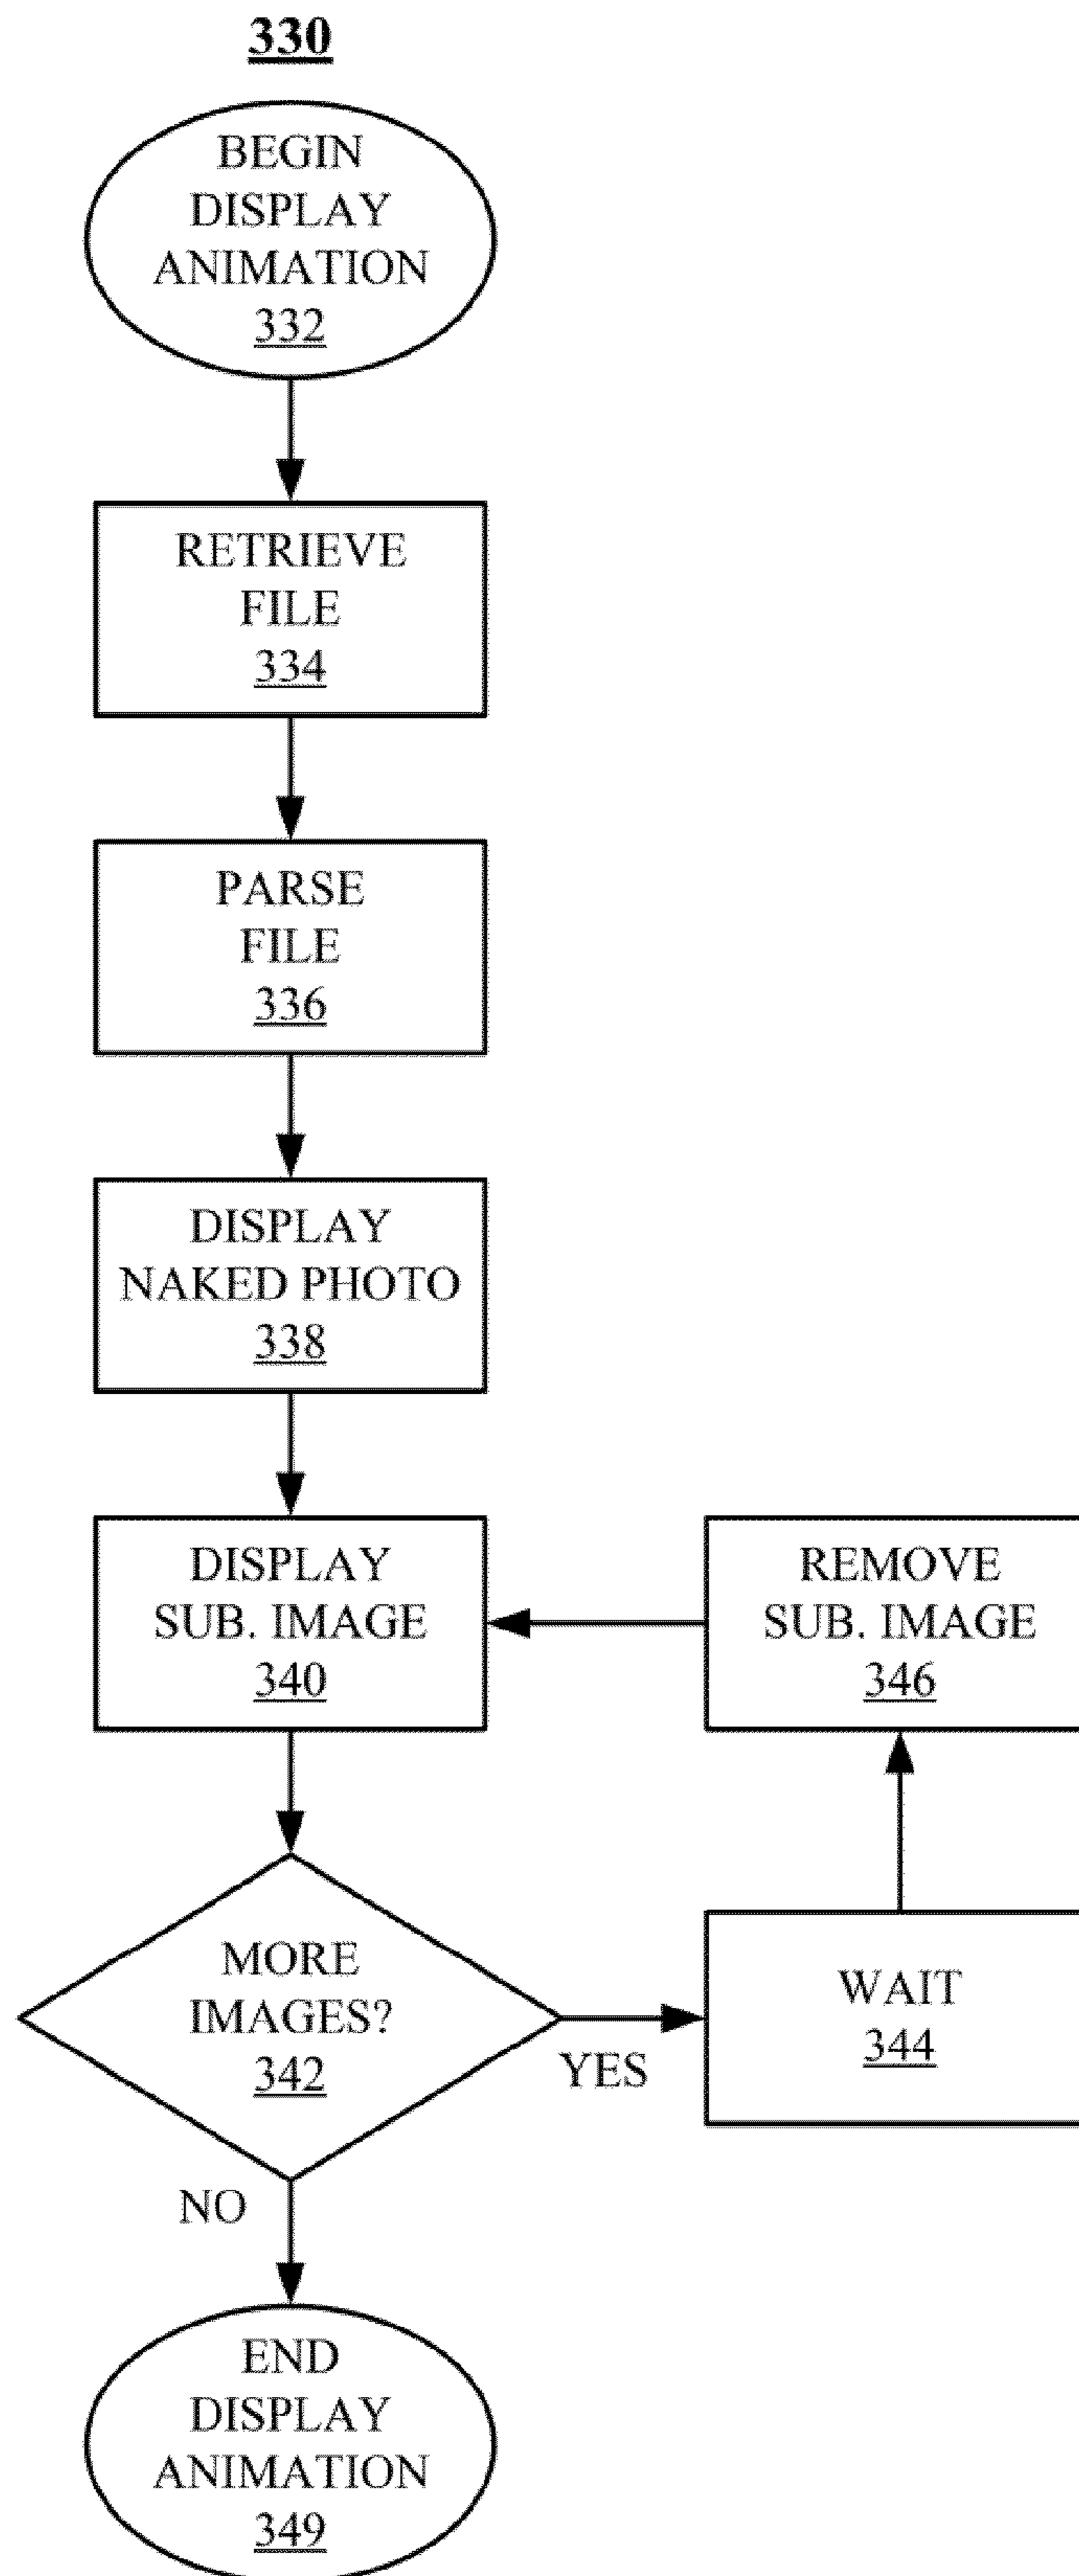 330
BEGIN
DISPLAY
ANIMATION
332
RETRIEVE
FILE
334
PARSE
FILE
336
DISPLAY
NAKED PHOTO
338
DISPLAY
SUB. IMAGE
340
REMOVE
SUB. IMAGE
346
MORE
IMAGES?
342
YES
WAIT
344
NO
END
DISPLAY
ANIMATION
349